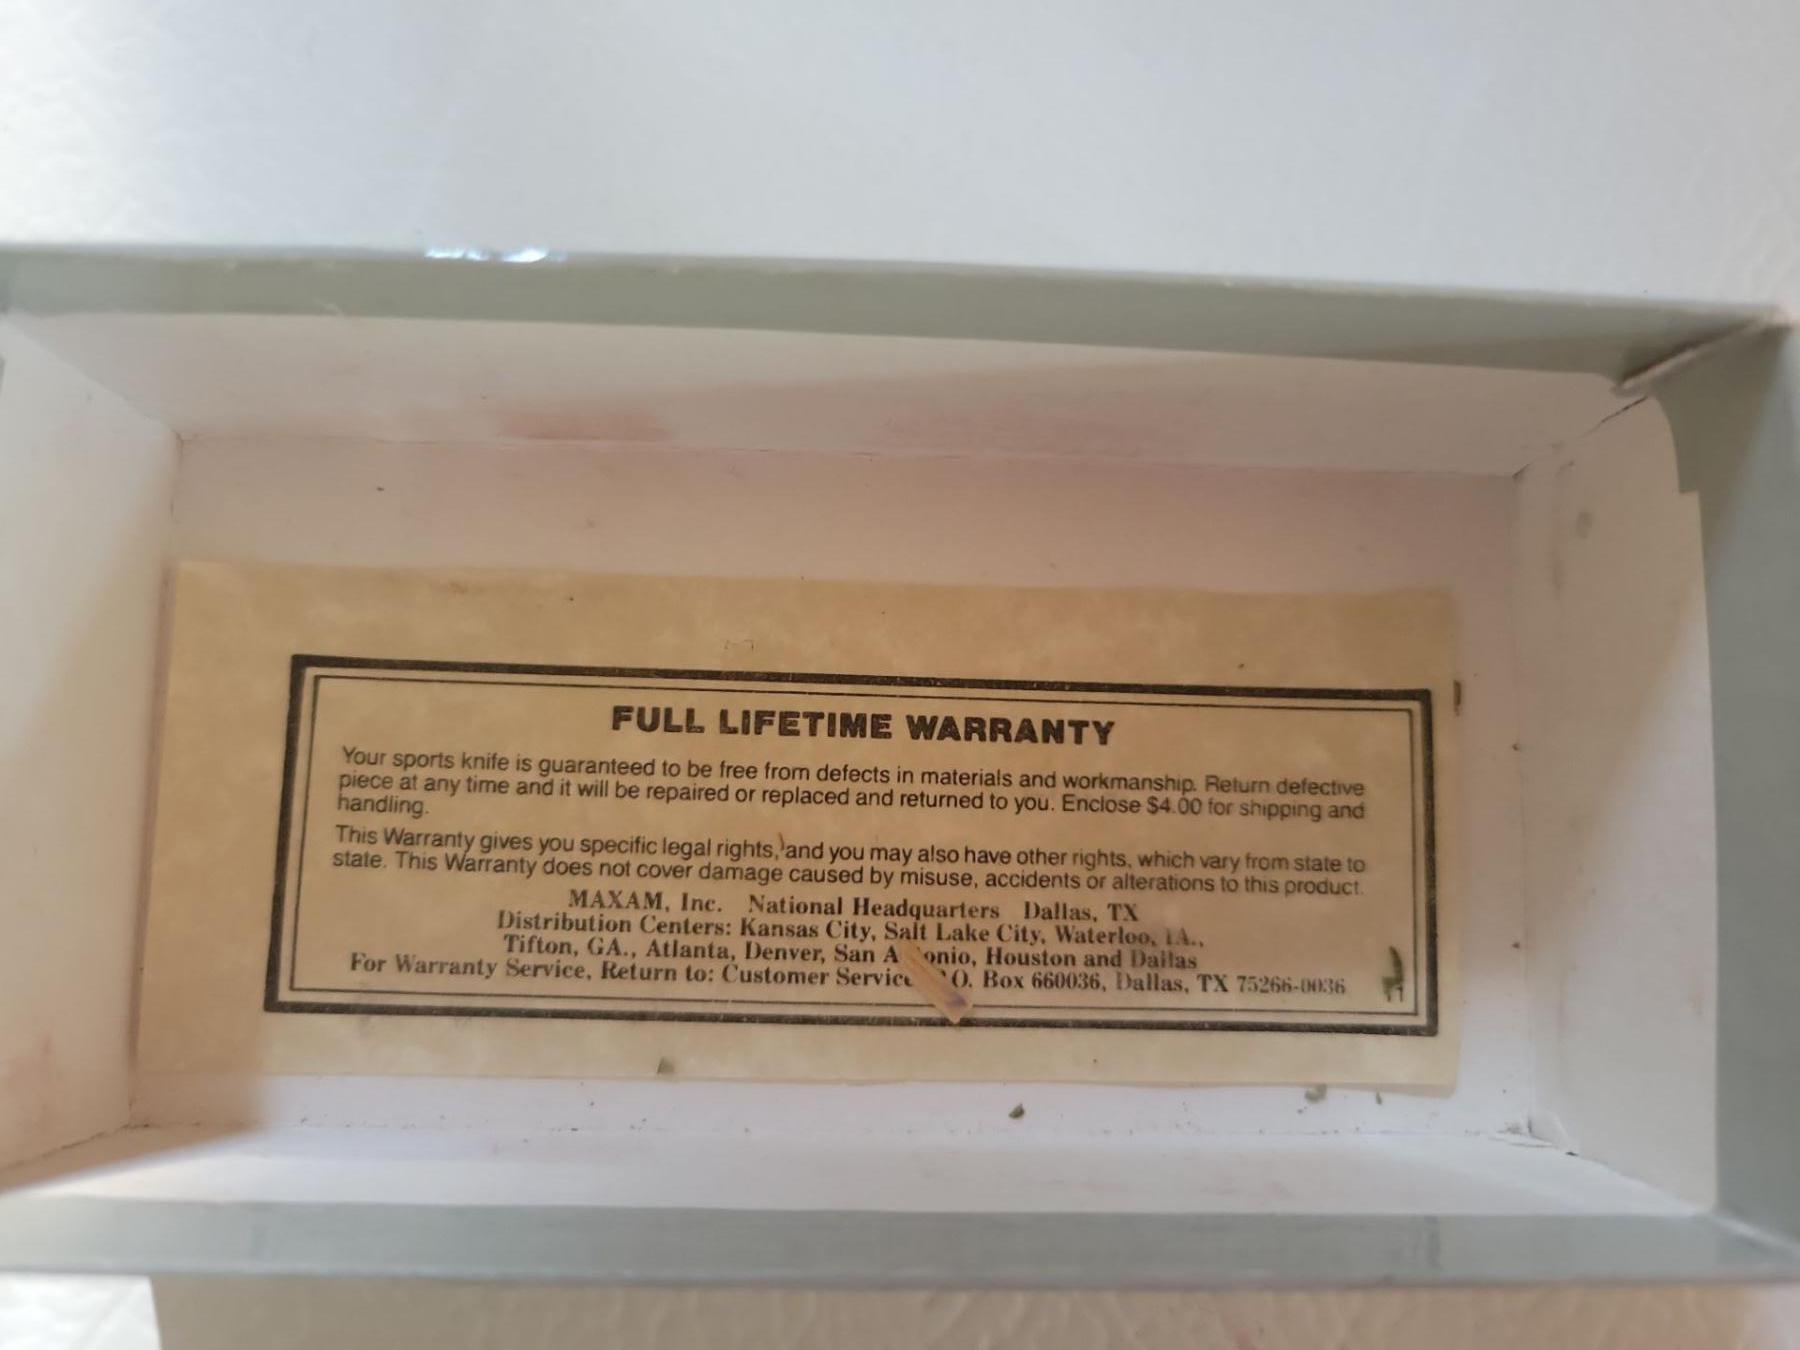 FULL LIFETIME WARRANTY
Your sports knife is guaranteed to be free from defects in materials and workmanship. Return defective
piece at any time and it will be repaired or replaced and returned to you. Enclose $4.00 for shipping and
handling.
This Warranty gives you specific legal rights, and you may also have other rights, which vary from state to
state. This Warranty does not cover damage caused by misuse, accidents or alterations to this product.
MAXAM, Inc. National Headquarters Dallas, TX
Distribution Centers: Kansas City, Salt Lake City, Waterloo, IA.,
Tifton, GA., Atlanta, Denver, San Antonio, Houston and Dallas
For Warranty Service, Return to: Customer Service P.O. Box 660036, Dallas, TX 75266-0036